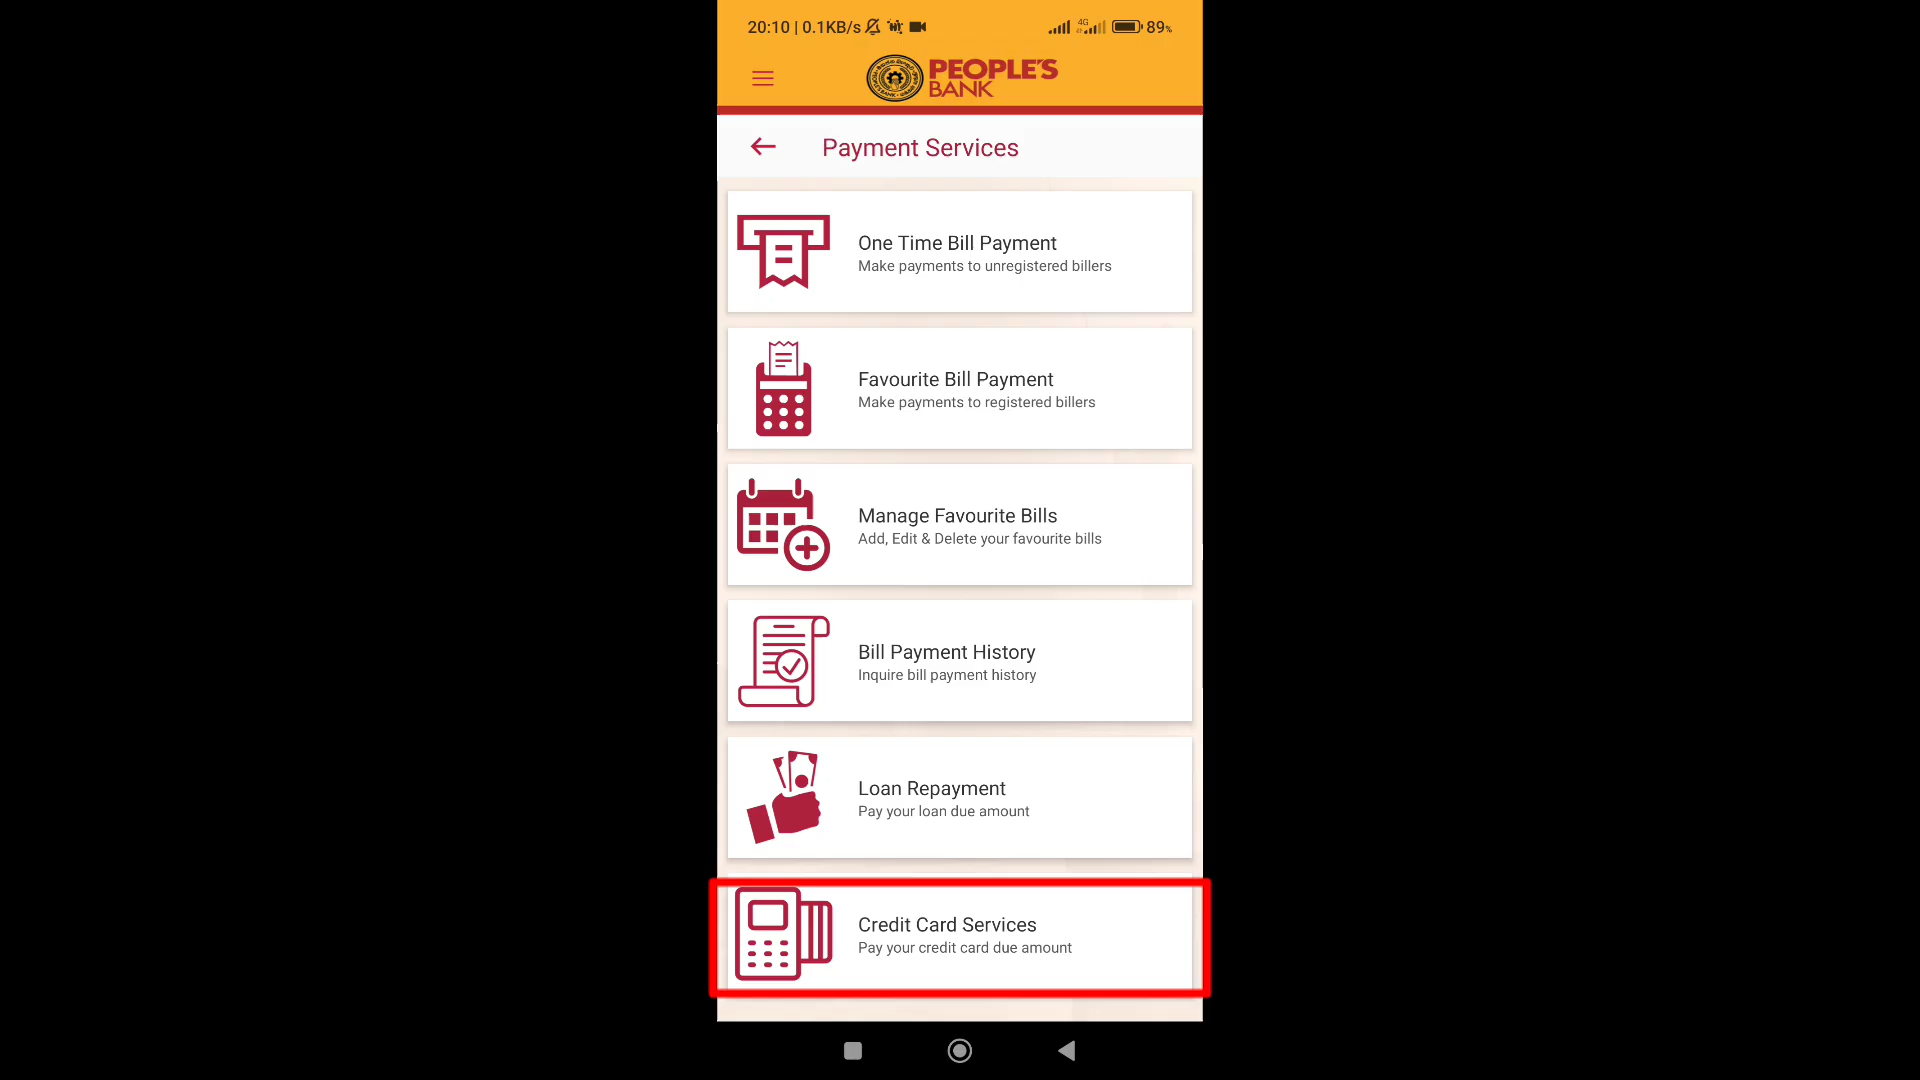 20:10 | 0.1KB/s
4G
89%
PEOPLE'S
BANK
Payment Services
One Time Bill Payment
Make payments to unregistered billers
Favourite Bill Payment
Make payments to registered billers
Manage Favourite Bills
Add, Edit & Delete your favourite bills
Bill Payment History
Inquire bill payment history
Loan Repayment
Pay your loan due amount
Credit Card Services
Pay your credit card due amount